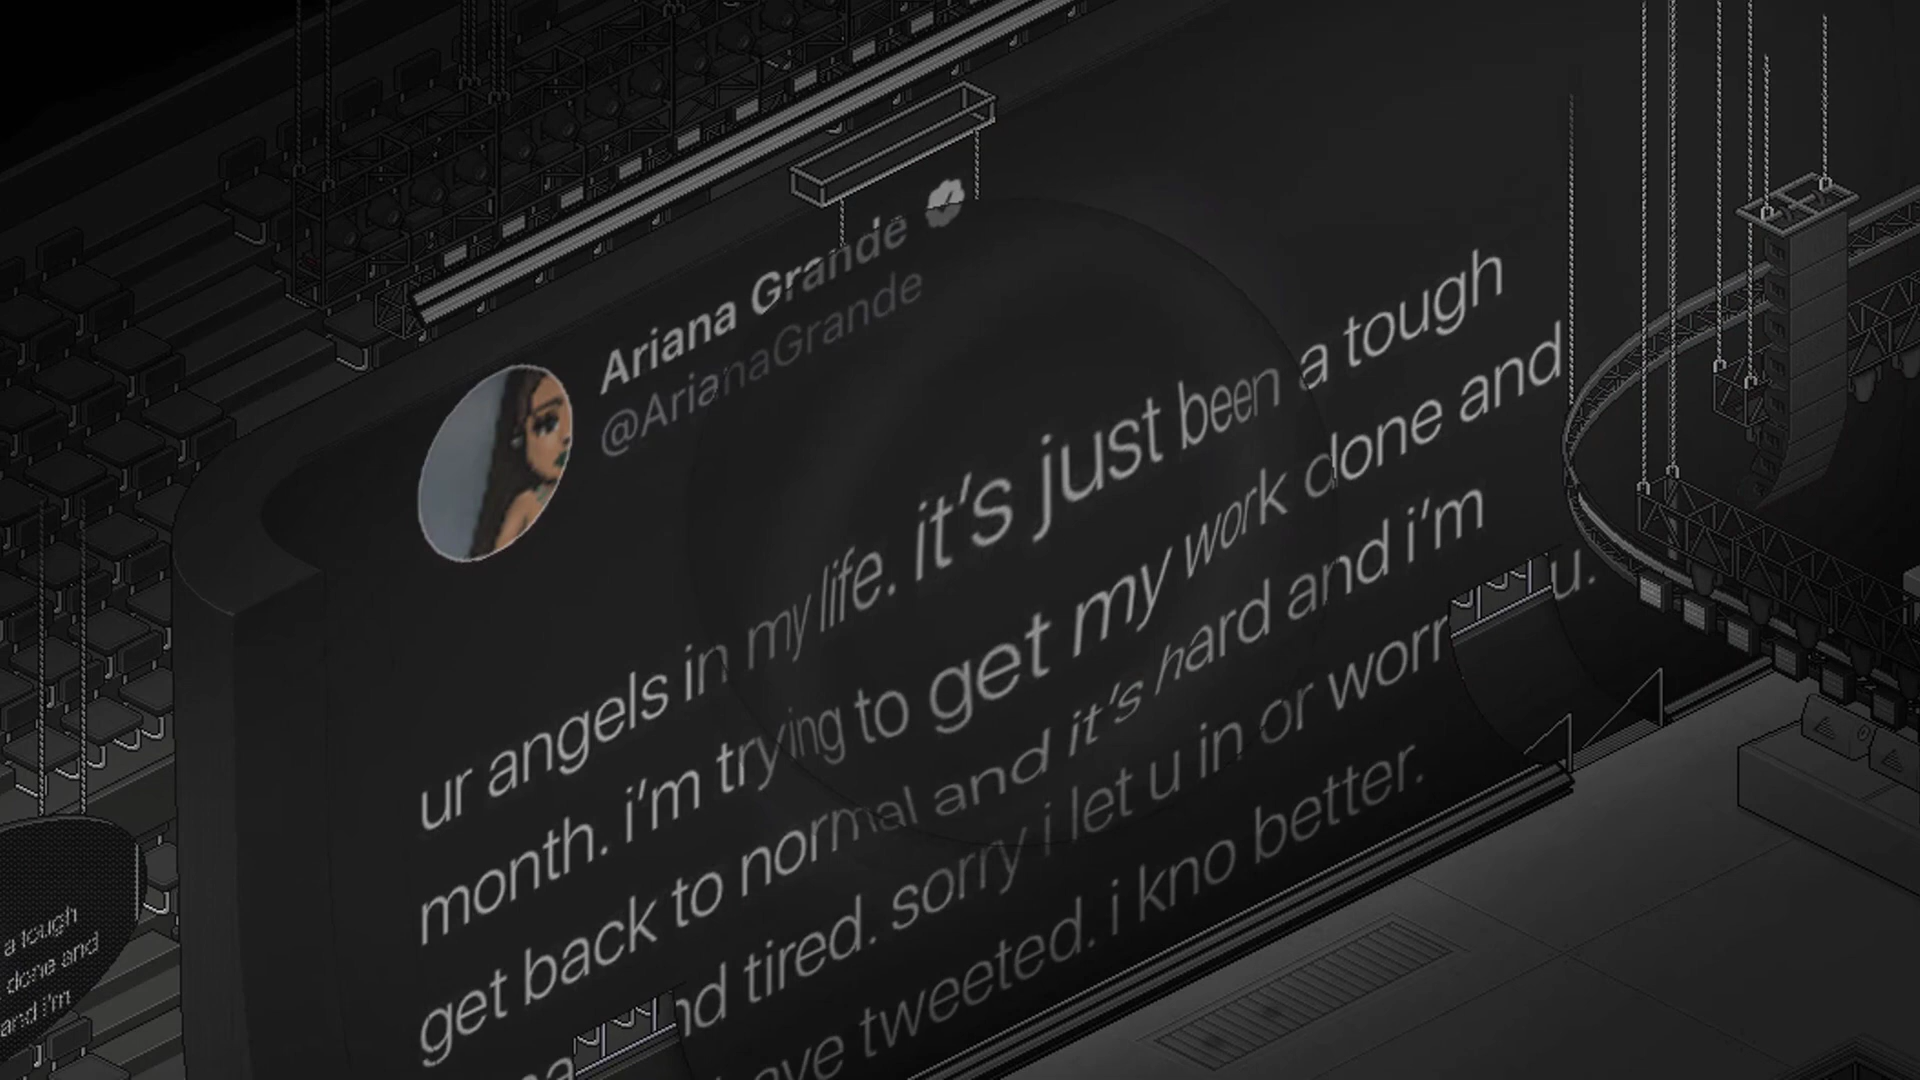 Ariana Grande
@ArianaGrande
ur angels in my life. it's just been a tough
month. i'm trying to get my work done and
get back to normal and it's hard and i'm
nd tired. sorry i let u in or worr u.
tweeted. i kno better.
a tough
done and
and i'm